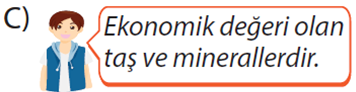 C)
Ekonomik değeri olan
taş ve minerallerdir.